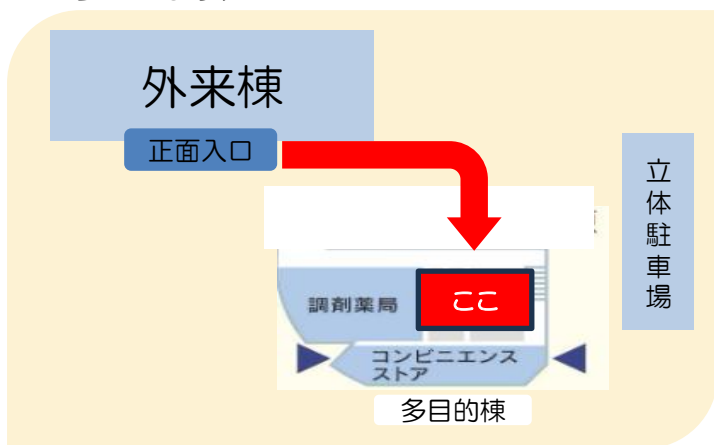 外来棟
正面入口
立体駐車場
調剤薬局
ここ
コンビニエンス
ストア
多目的棟